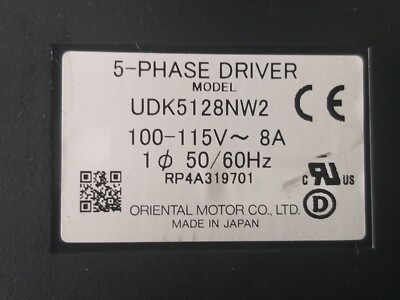 5-PHASE DRIVER
MODEL
UDK5128NW2
CE
100-115V~ 8A
1ϕ 50/60Hz
RP4A319701
C UR US
D
ORIENTAL MOTOR CO., LTD.
MADE IN JAPAN